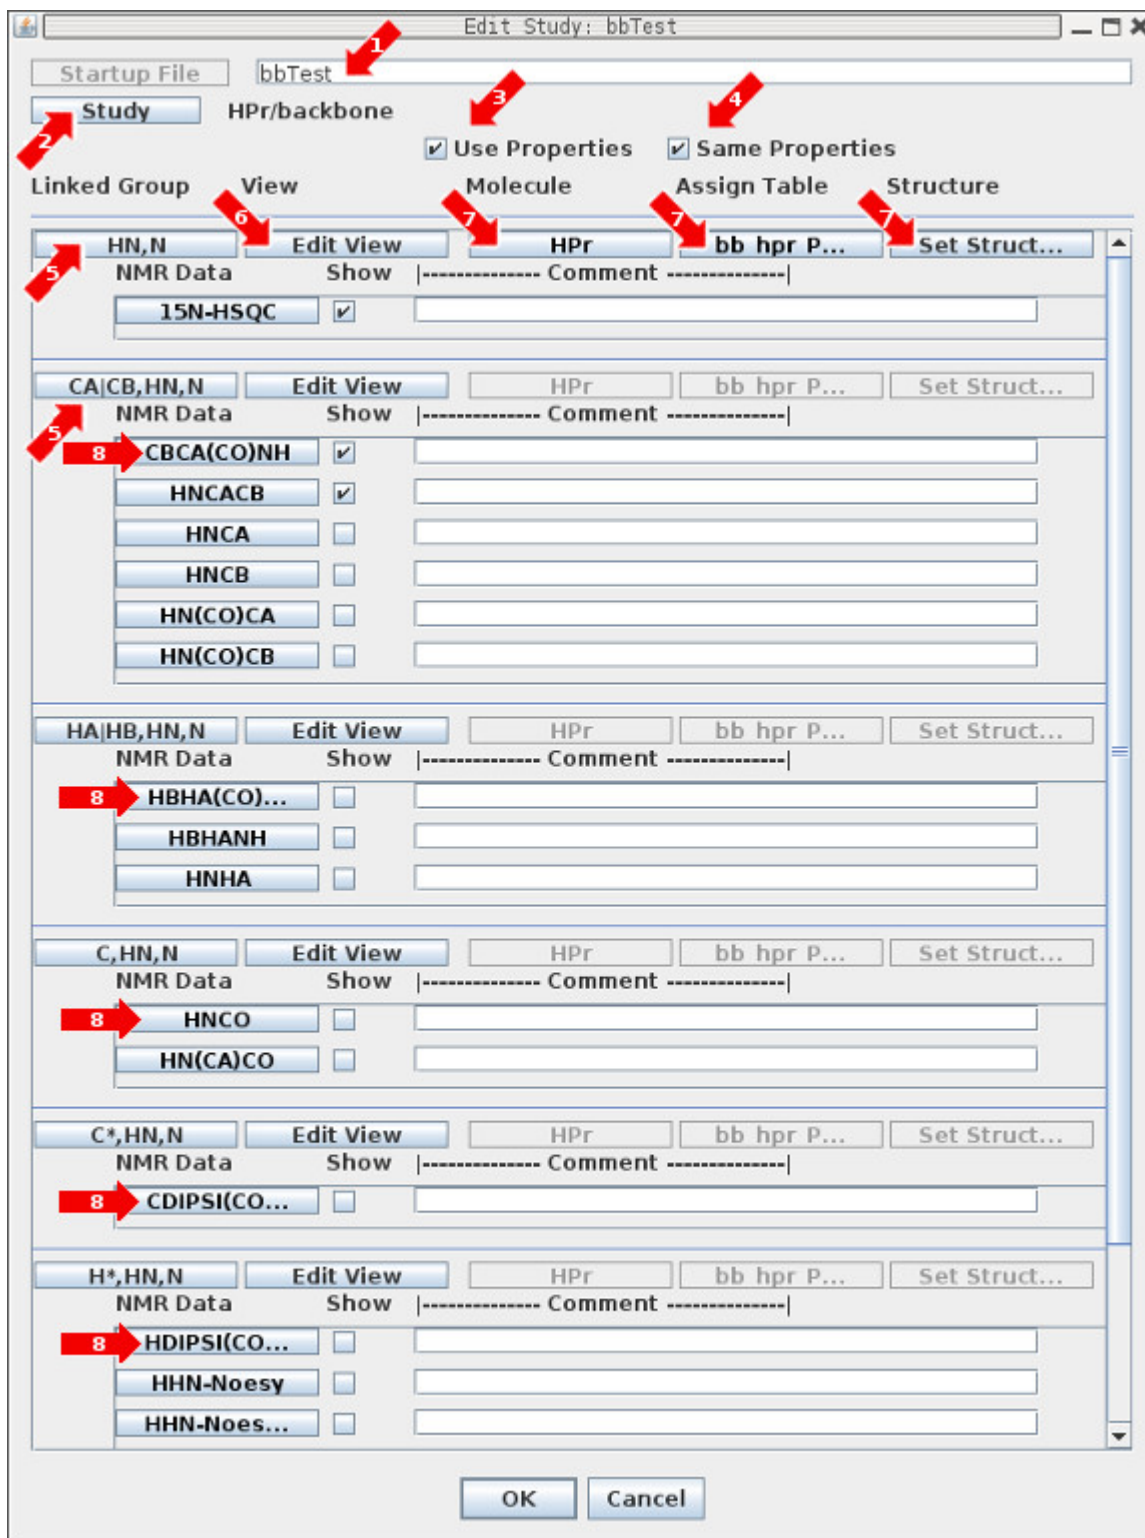 Edit Study: bbTest
1
Startup File bbTest
3 4
Study HPr/backbone
2
Use Properties Same Properties
Linked Group View Molecule Assign Table Structure
6 7 7 7
HN,N Edit View HPr bb hpr P... Set Struct...
5 NMR Data Show |-------------- Comment --------------|
15N-HSQC
CA|CB,HN,N Edit View HPr bb hpr P... Set Struct...
NMR Data Show |-------------- Comment --------------|
5
8 CBCA(CO)NH
HNCACB
HNCA
HNCB
HN(CO)CA
HN(CO)CB
HA|HB,HN,N Edit View HPr bb hpr P... Set Struct...
NMR Data Show |-------------- Comment --------------|
8 HBHA(CO)...
HBHANH
HNHA
C,HN,N Edit View HPr bb hpr P... Set Struct...
NMR Data Show |-------------- Comment --------------|
8 HNCO
HN(CA)CO
C*,HN,N Edit View HPr bb hpr P... Set Struct...
NMR Data Show |-------------- Comment --------------|
8 CDIPSI(CO...
H*,HN,N Edit View HPr bb hpr P... Set Struct...
NMR Data Show |-------------- Comment --------------|
8 HDIPSI(CO...
HHN-Noesy
HHN-Noes...
OK Cancel